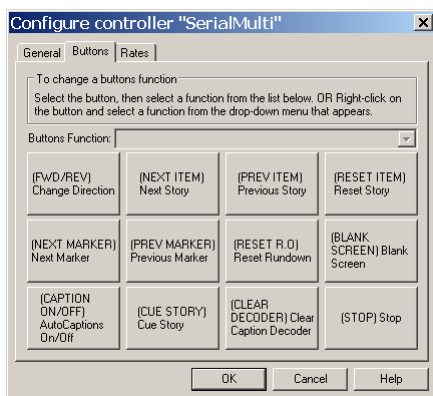 Configure controller "SerialMulti"
General Buttons Rates
To change a buttons function
Select the button, then select a function from the list below. OR Right-click on
the button and select a function from the drop-down menu that appears.
Buttons Function:
(FWD/REV)
Change Direction
(NEXT ITEM)
Next Story
(PREV ITEM)
Previous Story
(RESET ITEM)
Reset Story
(NEXT MARKER)
Next Marker
(PREV MARKER)
Previous Marker
(RESET R.O)
Reset Rundown
(BLANK
SCREEN) Blank
Screen
(CAPTION
ON/OFF)
AutoCaptions
On/Off
(CUE STORY)
Cue Story
(CLEAR
DECODER) Clear
Caption Decoder
(STOP) Stop
OK Cancel Help